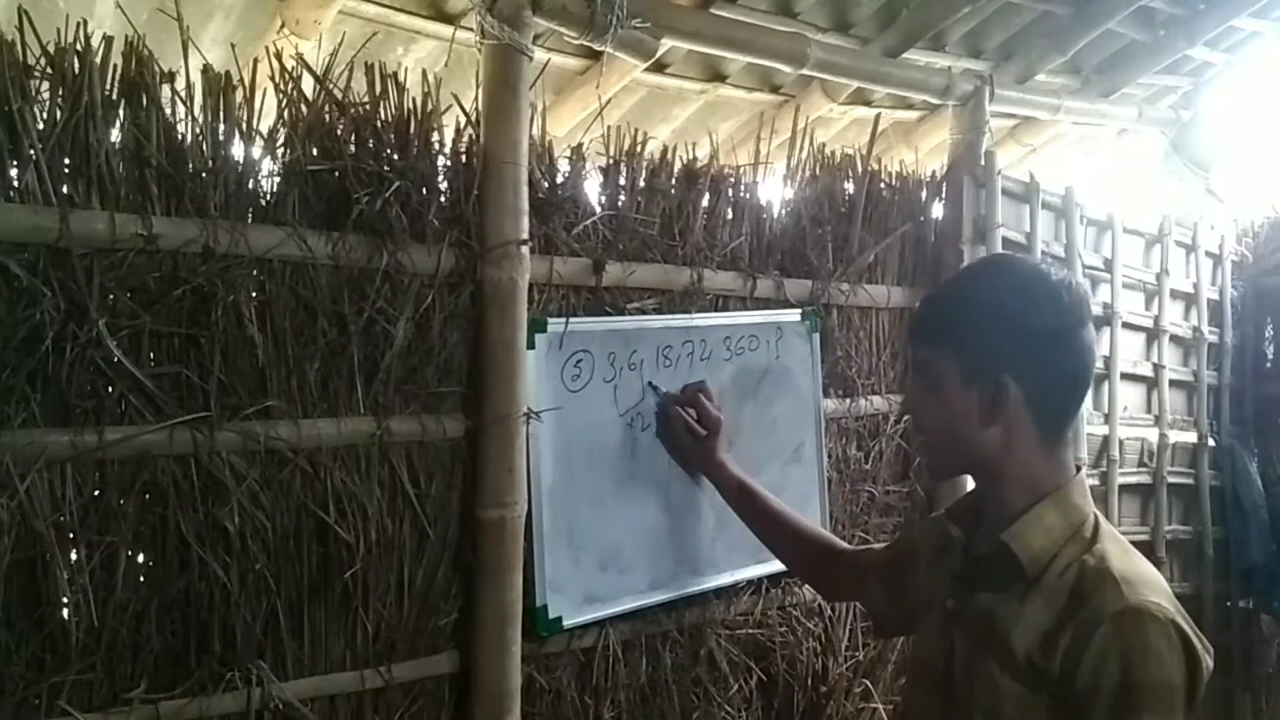 ⑤ 3, 6, 18, 72, 360, ?
×2